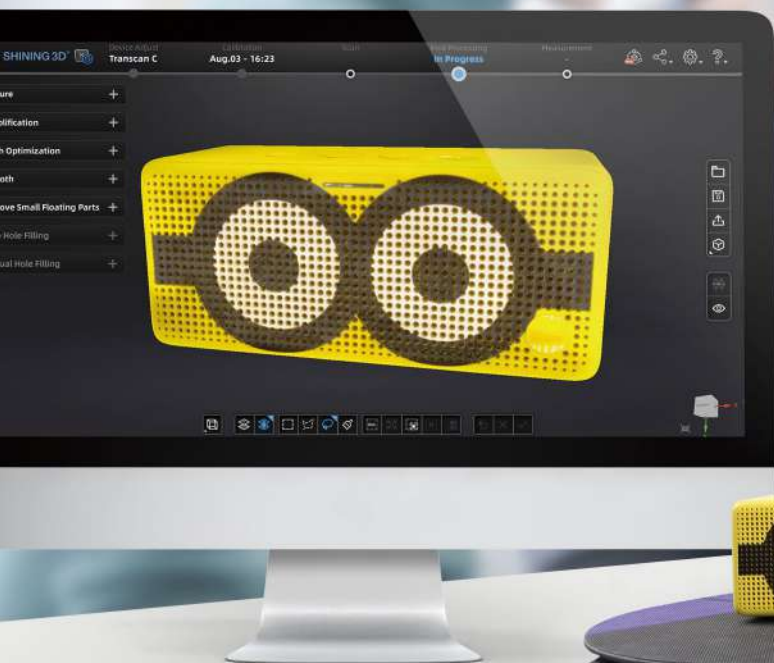 SHINING 3D
Device Adjust
Transcan C
Calibration
Aug.03 - 16:23
Scan
Post Processing
In Progress
Measurement
-
ure
plification
h Optimization
oth
ove Small Floating Parts
Hole Filling
ual Hole Filling